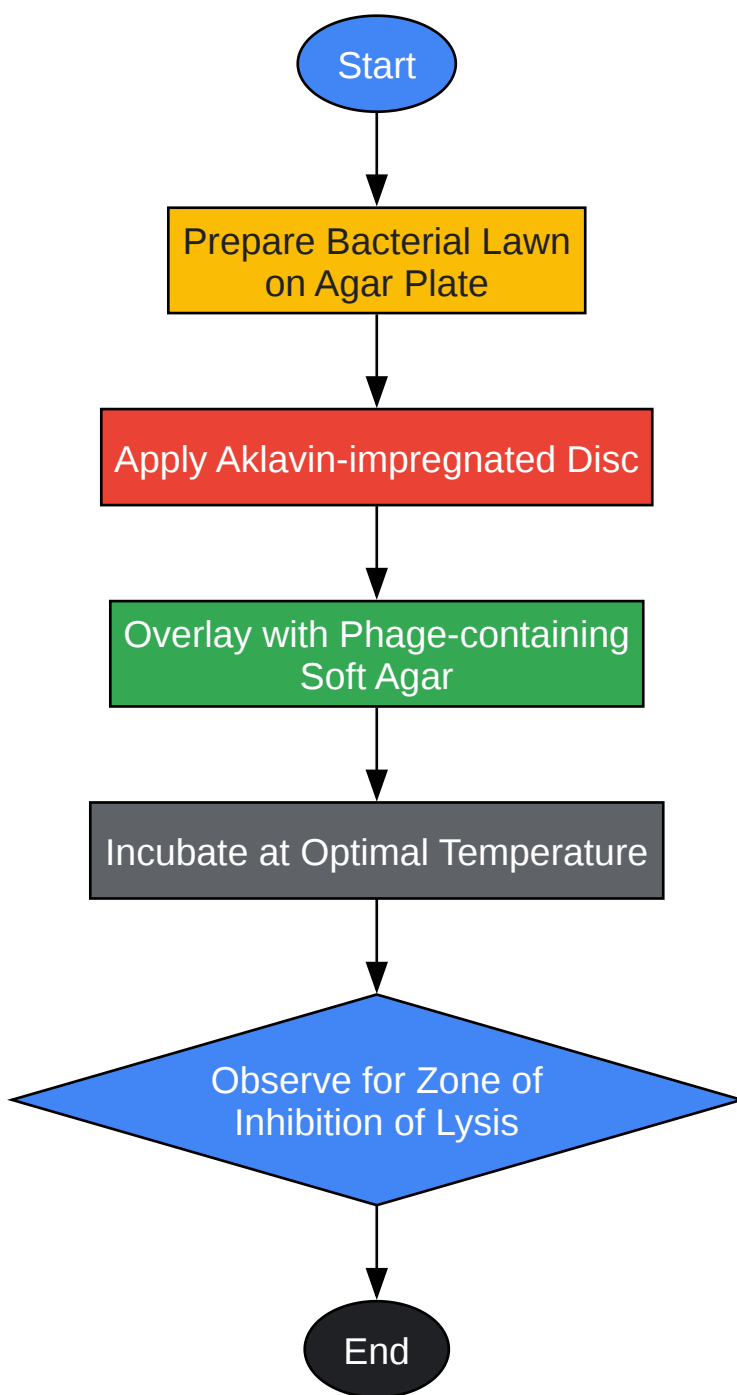 Start
Prepare Bacterial Lawn
on Agar Plate
Apply Aklavin-impregnated Disc
Overlay with Phage-containing
Soft Agar
Incubate at Optimal Temperature
Observe for Zone of
Inhibition of Lysis
End